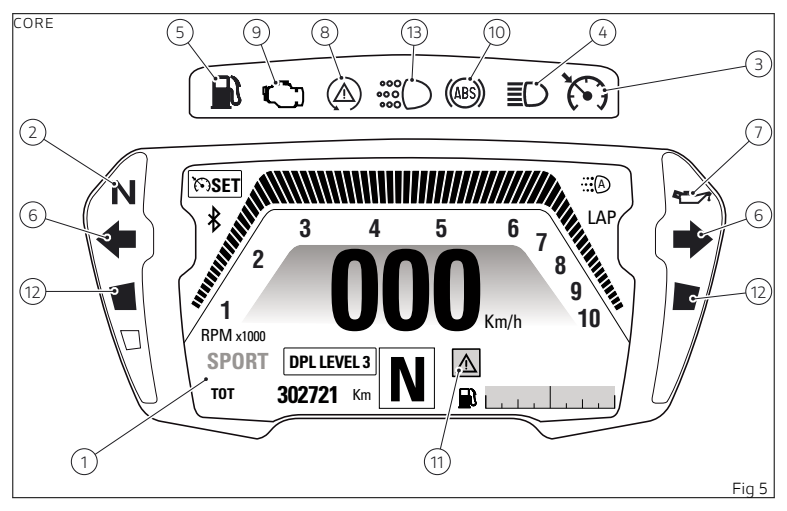 CORE
5 9 8 13 10 4 3
ABS
2 7
N
SET
A
LAP
6 6
3 4 5 6
2 7
000
8
12 12
9
1 10
Km/h
RPM x1000
SPORT DPL LEVEL 3 N
TOT 302721 Km
1 11
Fig 5